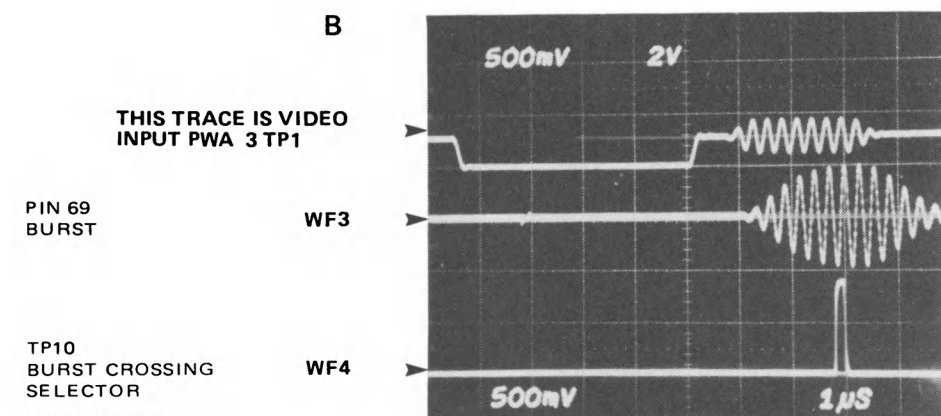 B
500mV 2V
THIS TRACE IS VIDEO
INPUT PWA 3 TP1
PIN 69
BURST
WF3
TP10
BURST CROSSING
SELECTOR
WF4
500mV 1μS